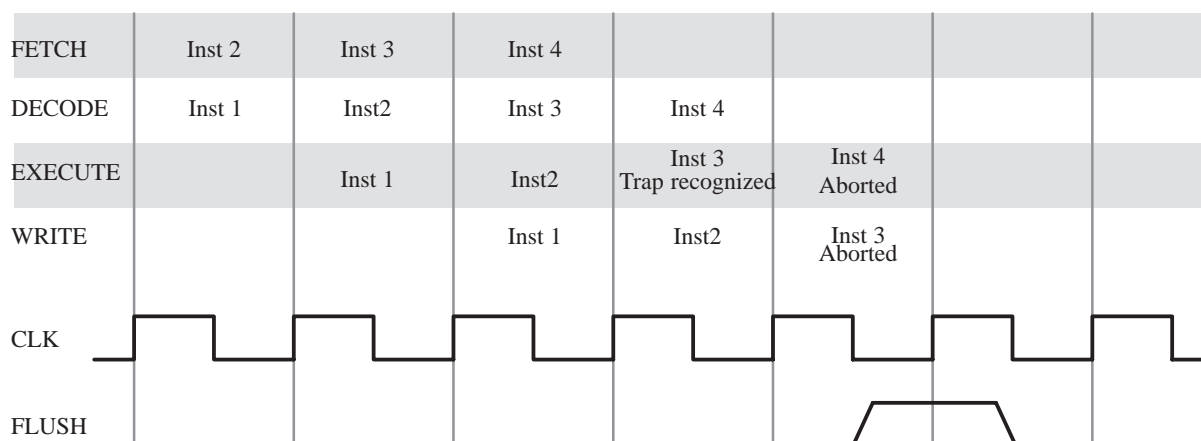 FETCH Inst 2 Inst 3 Inst 4
DECODE Inst 1 Inst2 Inst 3 Inst 4
EXECUTE Inst 1 Inst2 Inst 3 Trap recognized Inst 4 Aborted
WRITE Inst 1 Inst2 Inst 3 Aborted
CLK
FLUSH